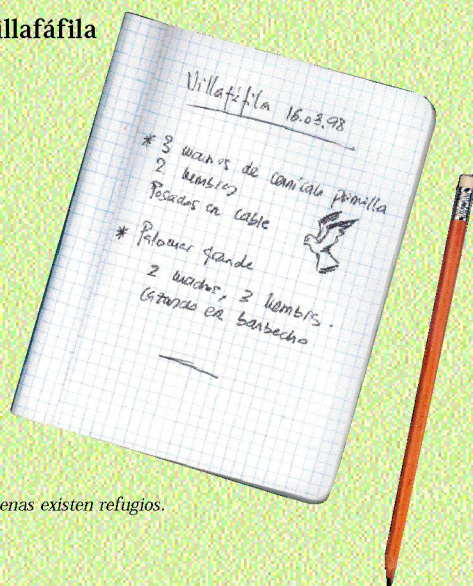 illafáfila
Villafáfila 16.03.98
* 3 machos de cernícalo primilla
2 hembras
Posados en cable
* Palomar grande
2 machos, 3 hembras.
cazando en barbecho
enas existen refugios.